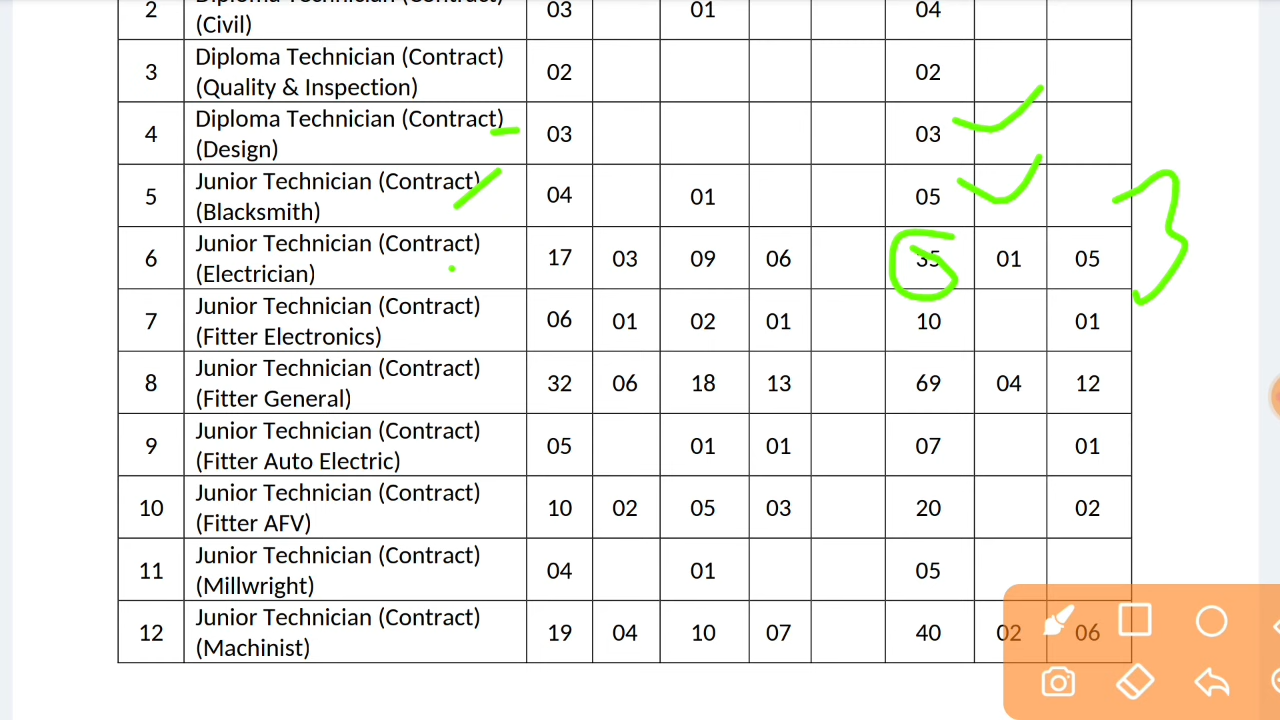 2 Diploma Technician (Contract) 03 01 04
(Civil)
3 Diploma Technician (Contract) 02 02
(Quality & Inspection)
4 Diploma Technician (Contract) 03 03
(Design)
5 Junior Technician (Contract) 04 01 05
(Blacksmith)
6 Junior Technician (Contract) 17 03 09 06 35 01 05
(Electrician)
7 Junior Technician (Contract) 06 01 02 01 10 01
(Fitter Electronics)
8 Junior Technician (Contract) 32 06 18 13 69 04 12
(Fitter General)
9 Junior Technician (Contract) 05 01 01 07 01
(Fitter Auto Electric)
10 Junior Technician (Contract) 10 02 05 03 20 02
(Fitter AFV)
11 Junior Technician (Contract) 04 01 05
(Millwright)
12 Junior Technician (Contract) 19 04 10 07 40 02 06
(Machinist)